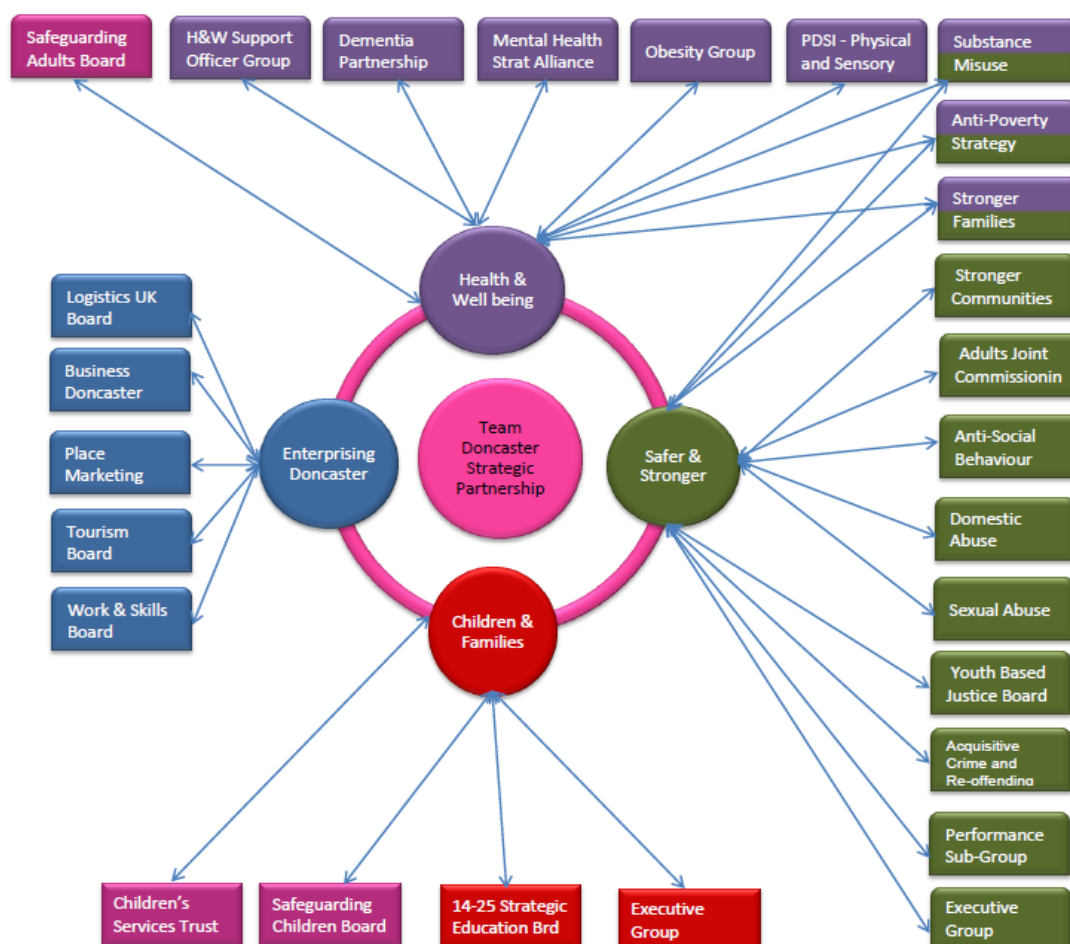 Safeguarding
Adults Board
H&W Support
Officer Group
Dementia
Partnership
Mental Health
Strat Alliance
Obesity Group
PDSI - Physical
and Sensory
Substance
Misuse
Anti-Poverty
Strategy
Stronger
Families
Stronger
Communities
Adults Joint
Commissionin
Anti-Social
Behaviour
Domestic
Abuse
Sexual Abuse
Youth Based
Justice Board
Acquisitive
Crime and
Re-offending
Performance
Sub-Group
Executive
Group
Health &
Well being
Logistics UK
Board
Business
Doncaster
Place
Marketing
Tourism
Board
Work & Skills
Board
Enterprising
Doncaster
Team
Doncaster
Strategic
Partnership
Safer &
Stronger
Children &
Families
Children's
Services Trust
Safeguarding
Children Board
14-25 Strategic
Education Brd
Executive
Group